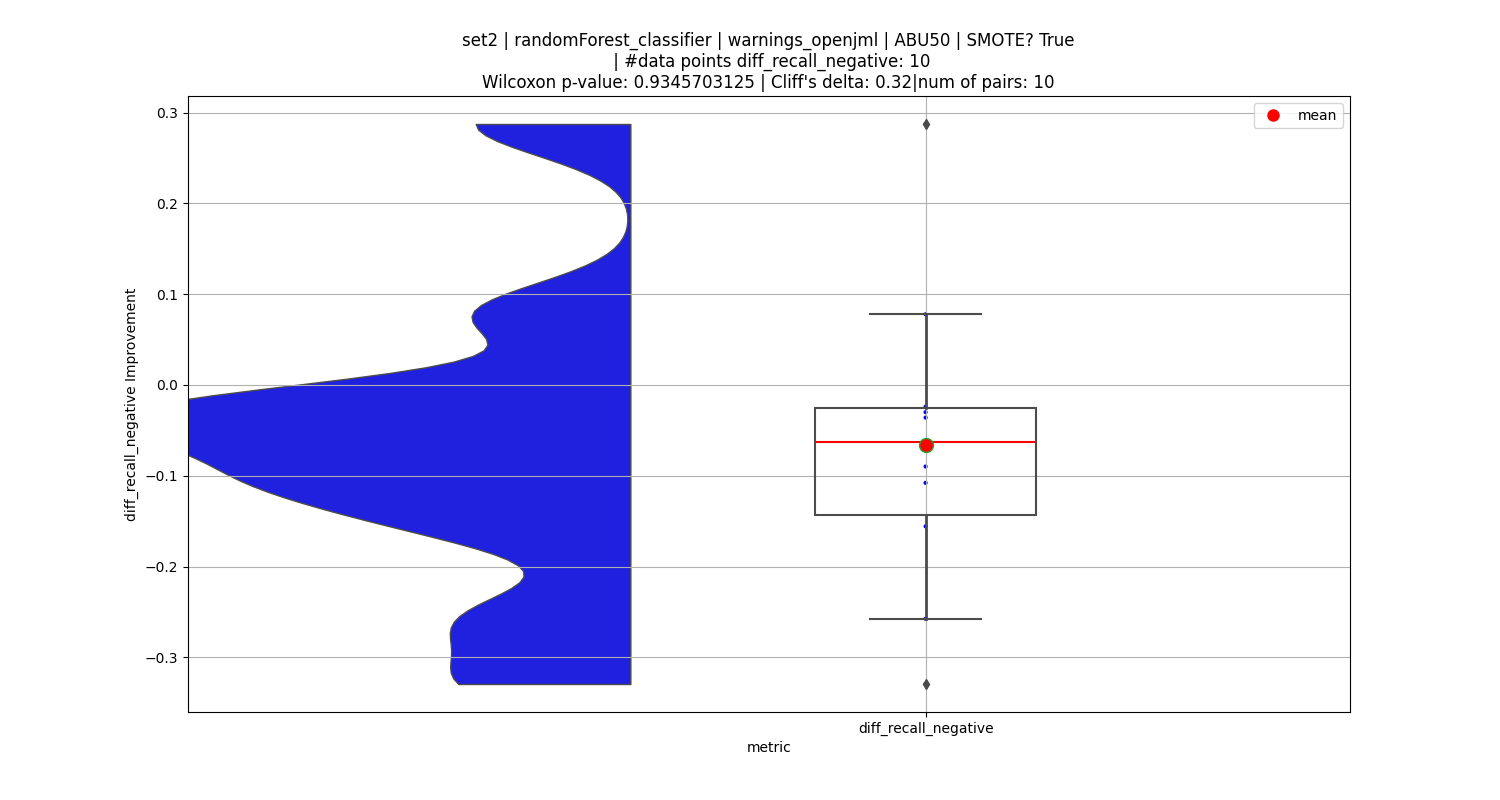 set2 | randomForest_classifier | warnings_openjml | ABU50 | SMOTE? True
| #data points diff_recall_negative: 10
Wilcoxon p-value: 0.9345703125 | Cliff's delta: 0.32|num of pairs: 10
mean
0.3
0.2
0.1
0.0
−0.1
−0.2
−0.3
diff_recall_negative Improvement
diff_recall_negative
metric